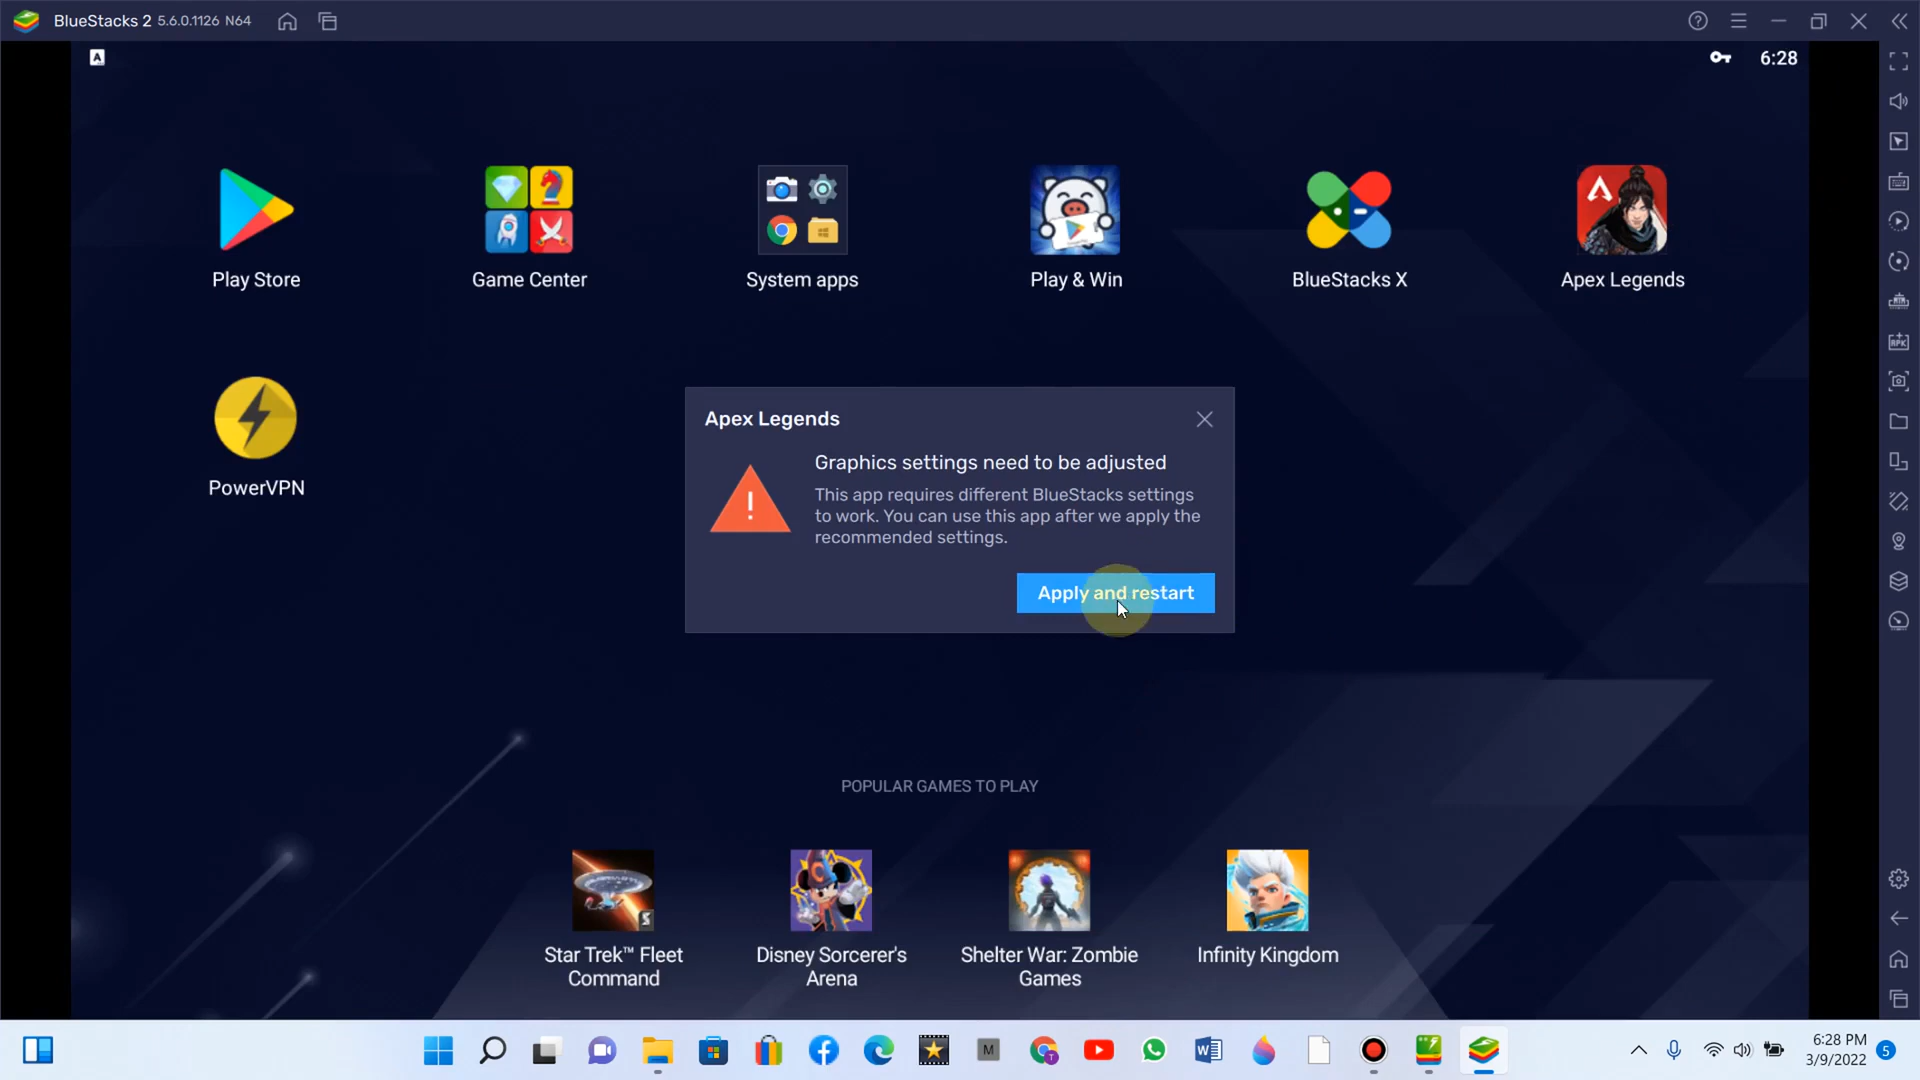 BlueStacks 2 5.6.0.1126 N64
A
6:28
Play Store
Game Center
System apps
Play & Win
BlueStacks X
Apex Legends
PowerVPN
Apex Legends
Graphics settings need to be adjusted
This app requires different BlueStacks settings
to work. You can use this app after we apply the
recommended settings.
Apply and restart
POPULAR GAMES TO PLAY
Star Trek™ Fleet
Command
Disney Sorcerer's
Arena
Shelter War: Zombie
Games
Infinity Kingdom
6:28 PM
3/9/2022
5